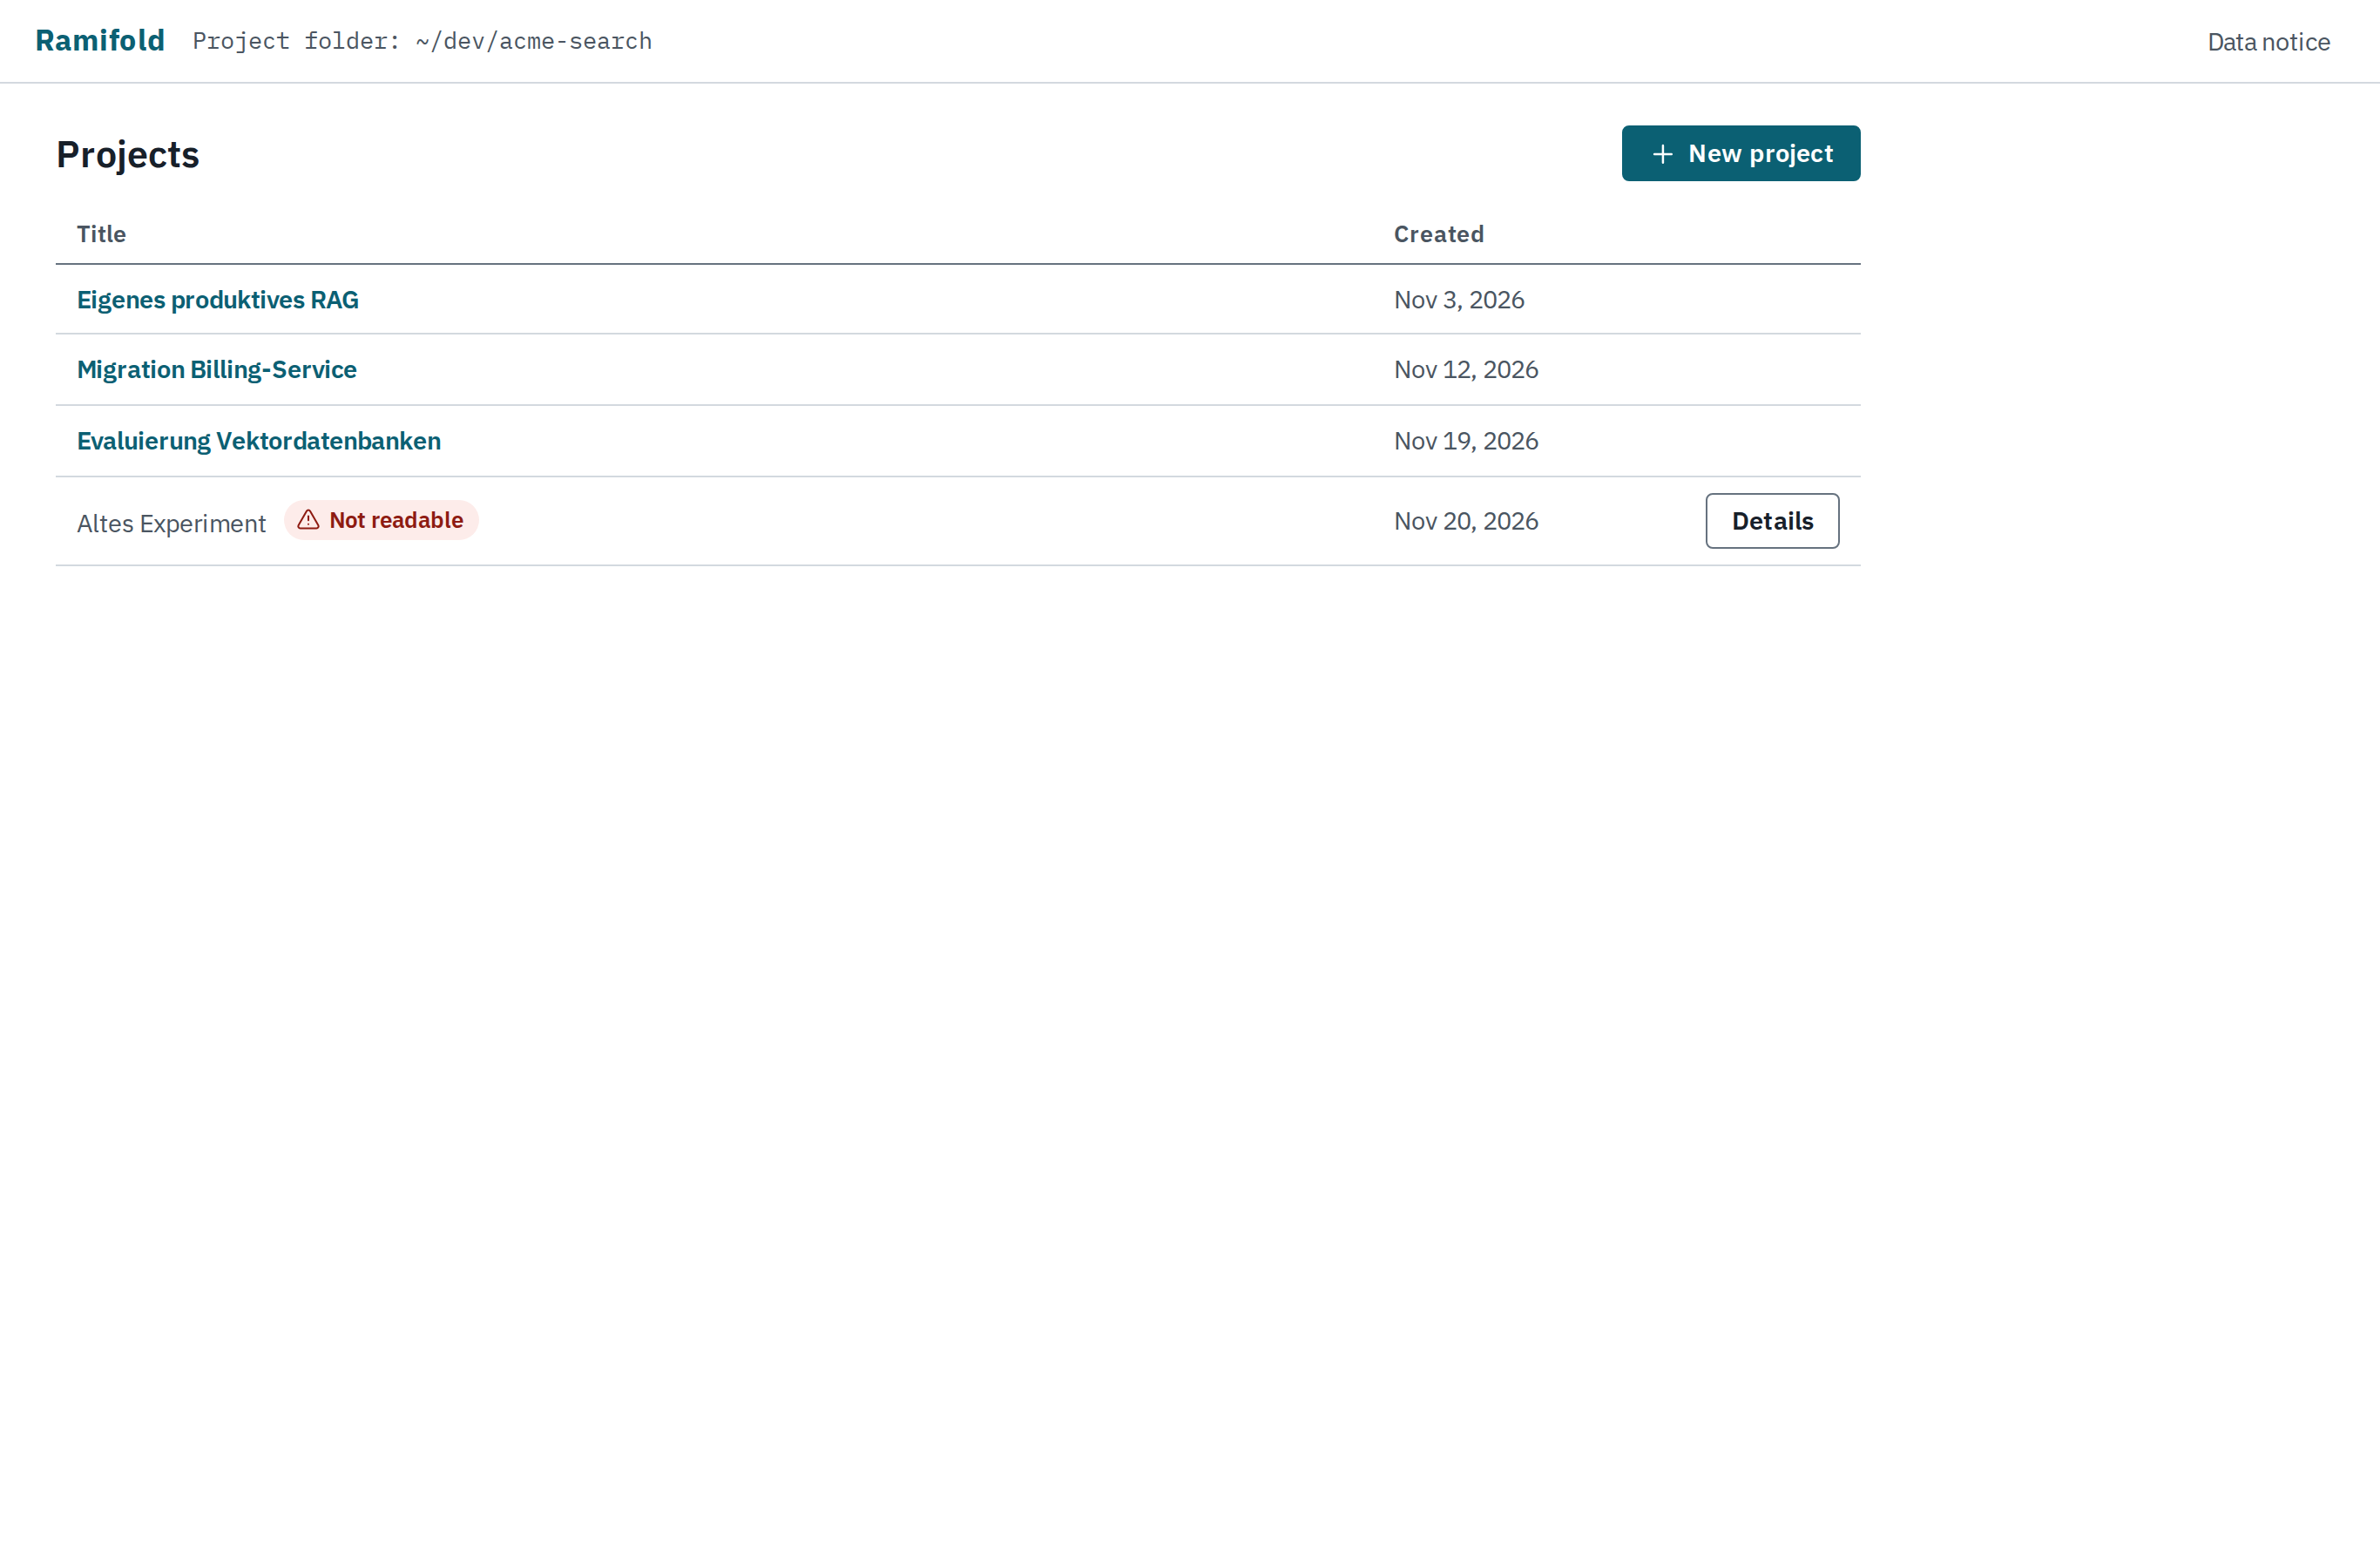 Ramifold Project folder: ~/dev/acme-search Data notice
Projects + New project
Title Created
Eigenes produktives RAG Nov 3, 2026
Migration Billing-Service Nov 12, 2026
Evaluierung Vektordatenbanken Nov 19, 2026
Altes Experiment Not readable Nov 20, 2026 Details